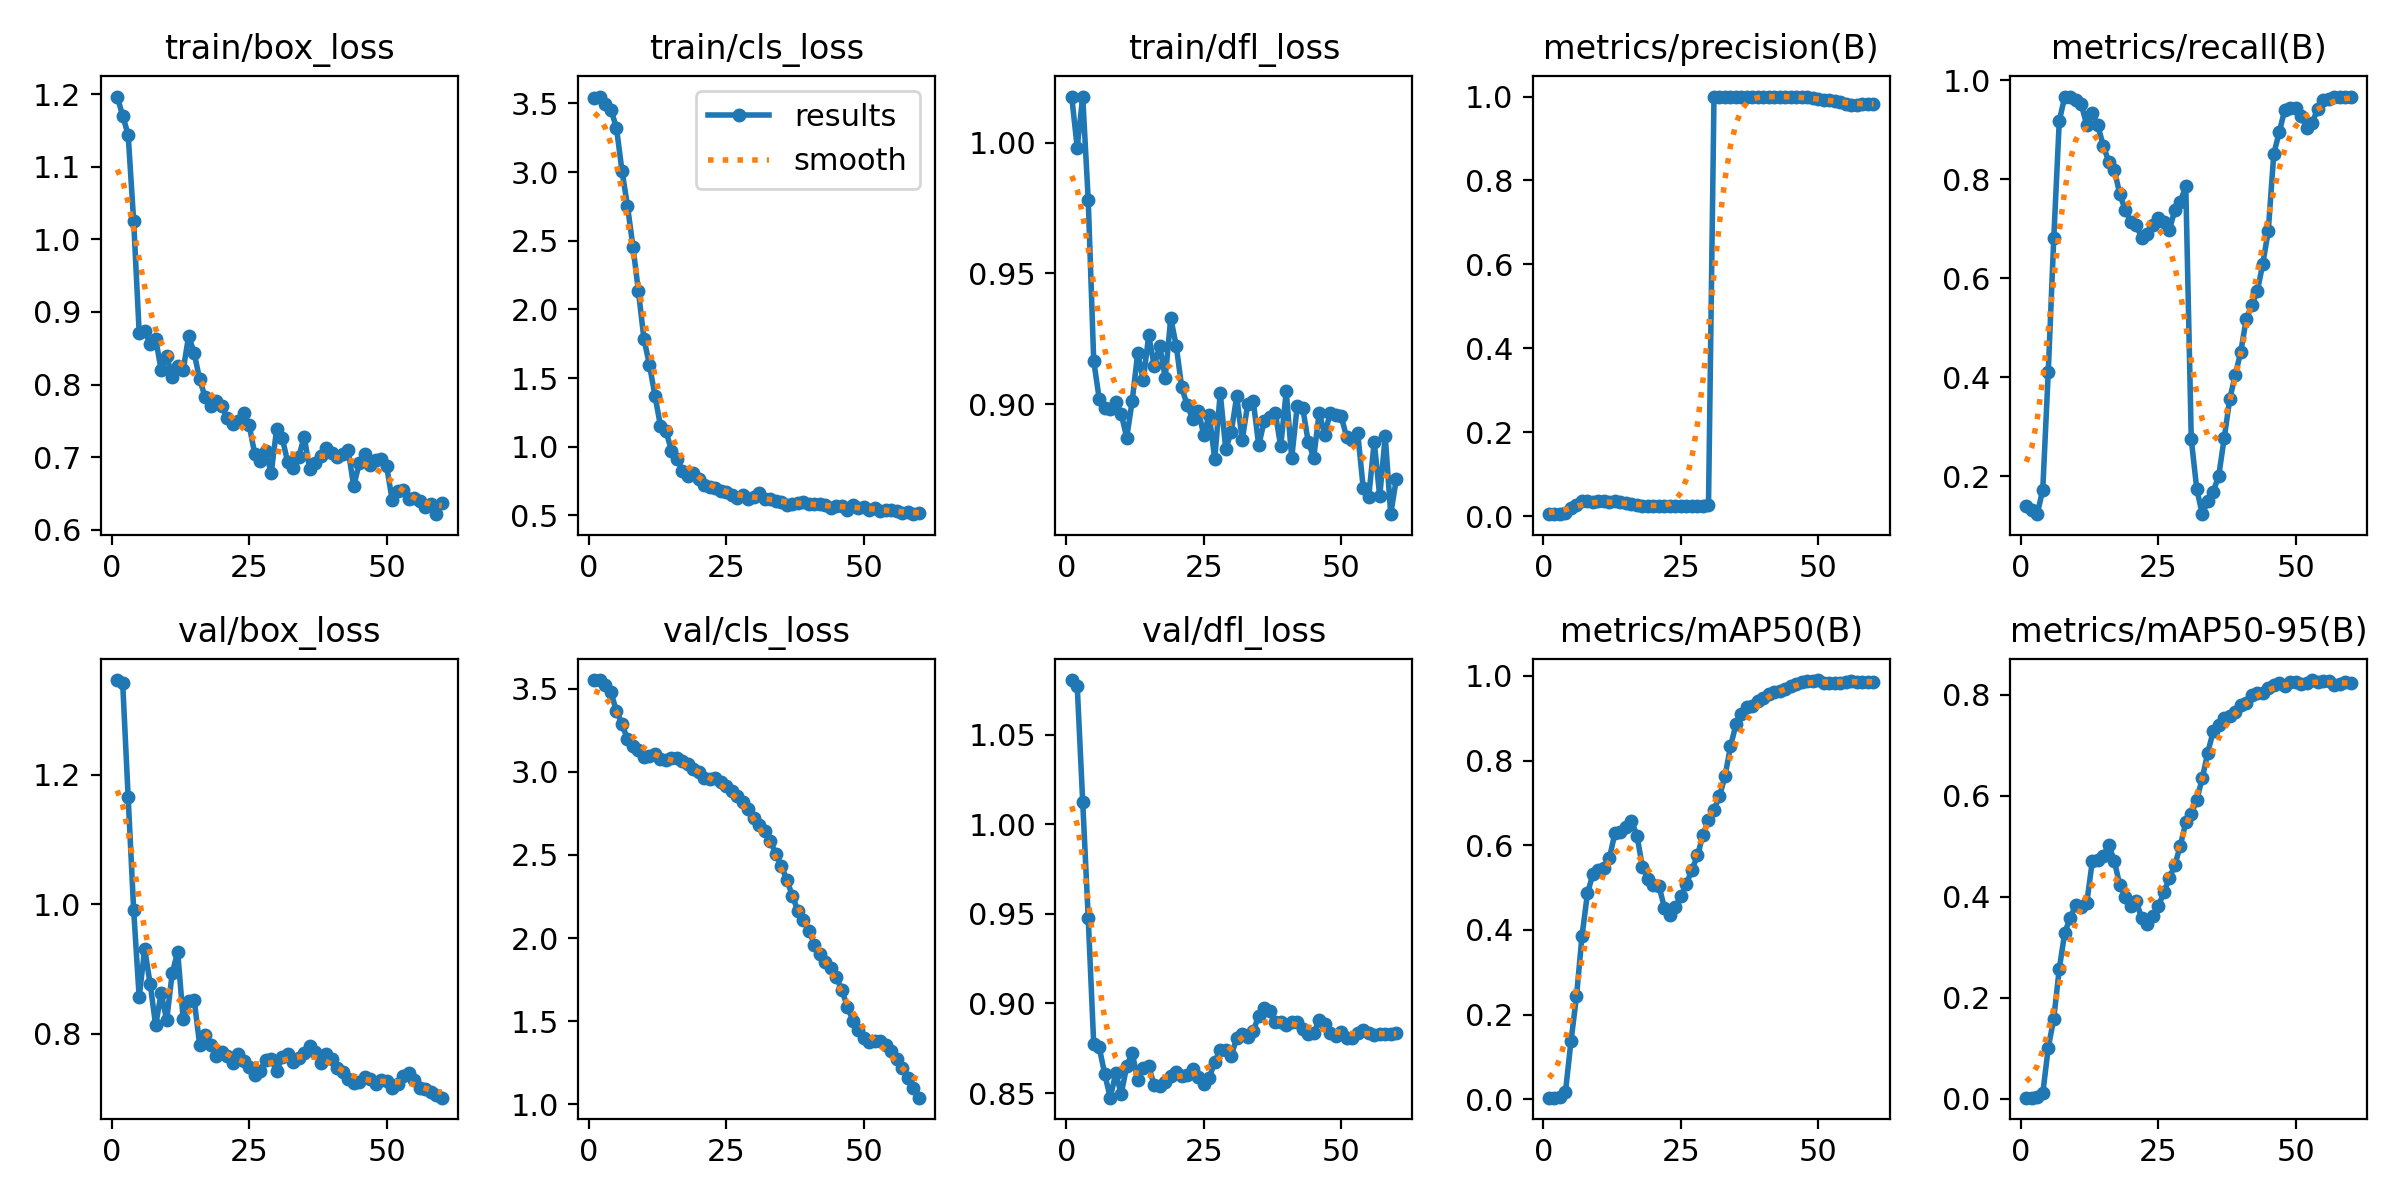 train/box_loss
1.2
1.1
1.0
0.9
0.8
0.7
0.6
0 25 50
train/cls_loss
results
smooth
3.5
3.0
2.5
2.0
1.5
1.0
0.5
0 25 50
train/dfl_loss
1.00
0.95
0.90
0 25 50
metrics/precision(B)
1.0
0.8
0.6
0.4
0.2
0.0
0 25 50
metrics/recall(B)
1.0
0.8
0.6
0.4
0.2
0 25 50
val/box_loss
1.2
1.0
0.8
0 25 50
val/cls_loss
3.5
3.0
2.5
2.0
1.5
1.0
0 25 50
val/dfl_loss
1.05
1.00
0.95
0.90
0.85
0 25 50
metrics/mAP50(B)
1.0
0.8
0.6
0.4
0.2
0.0
0 25 50
metrics/mAP50-95(B)
0.8
0.6
0.4
0.2
0.0
0 25 50